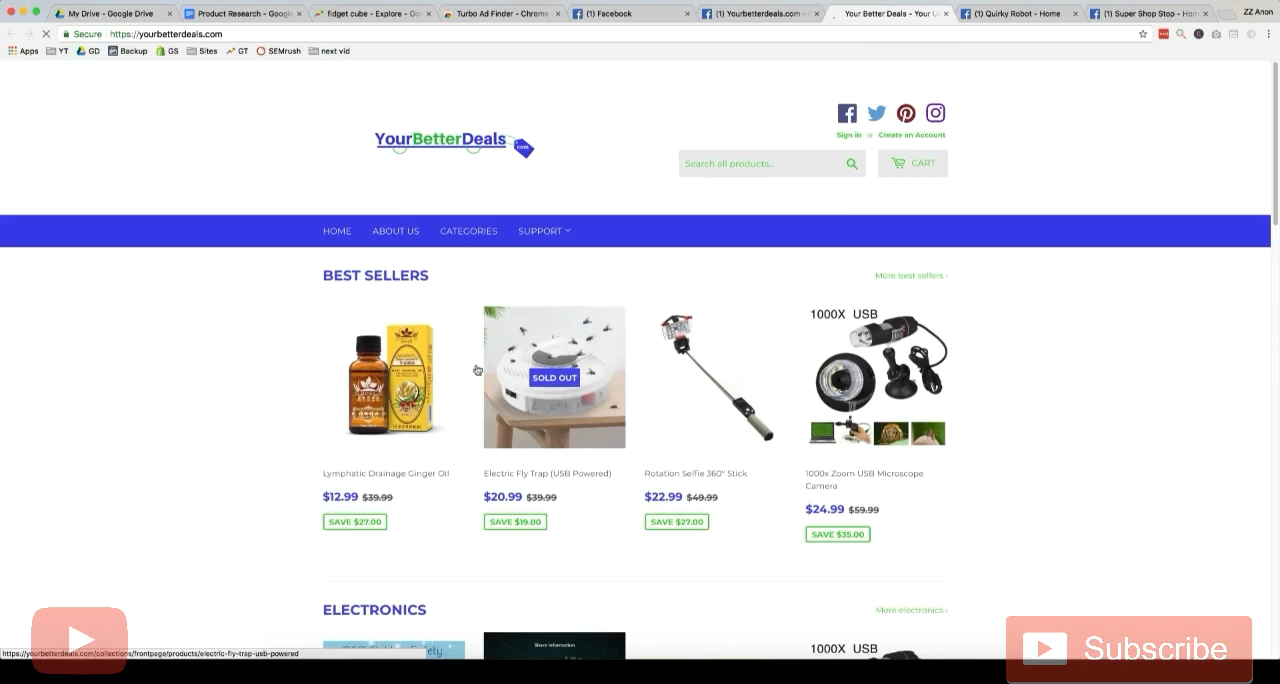 My Drive - Google Drive
Product Research - Googl
fidget cube - Explore - Go
Turbo Ad Finder - Chrome
(1) Facebook
(1) Yourbetterdeals.com -
Your Better Deals - Your U
(1) Quirky Robot - Home
(1) Super Shop Stop - Hom
ZZ Anon
Secure https://yourbetterdeals.com
Apps YT GD Backup GS Sites GT SEMrush next vid
YourBetterDeals com
Sign in or Create an Account
Search all products... CART
HOME ABOUT US CATEGORIES SUPPORT
BEST SELLERS More best sellers ›
1000X USB
SOLD OUT
Lymphatic Drainage Ginger Oil
$12.99 $39.99
SAVE $27.00
Electric Fly Trap (USB Powered)
$20.99 $39.99
SAVE $19.00
Rotation Selfie 360° Stick
$22.99 $49.99
SAVE $27.00
1000x Zoom USB Microscope
Camera
$24.99 $59.99
SAVE $35.00
ELECTRONICS More electronics ›
Share Information
1000X USB
https://yourbetterdeals.com/collections/frontpage/products/electric-fly-trap-usb-powered
Subscribe